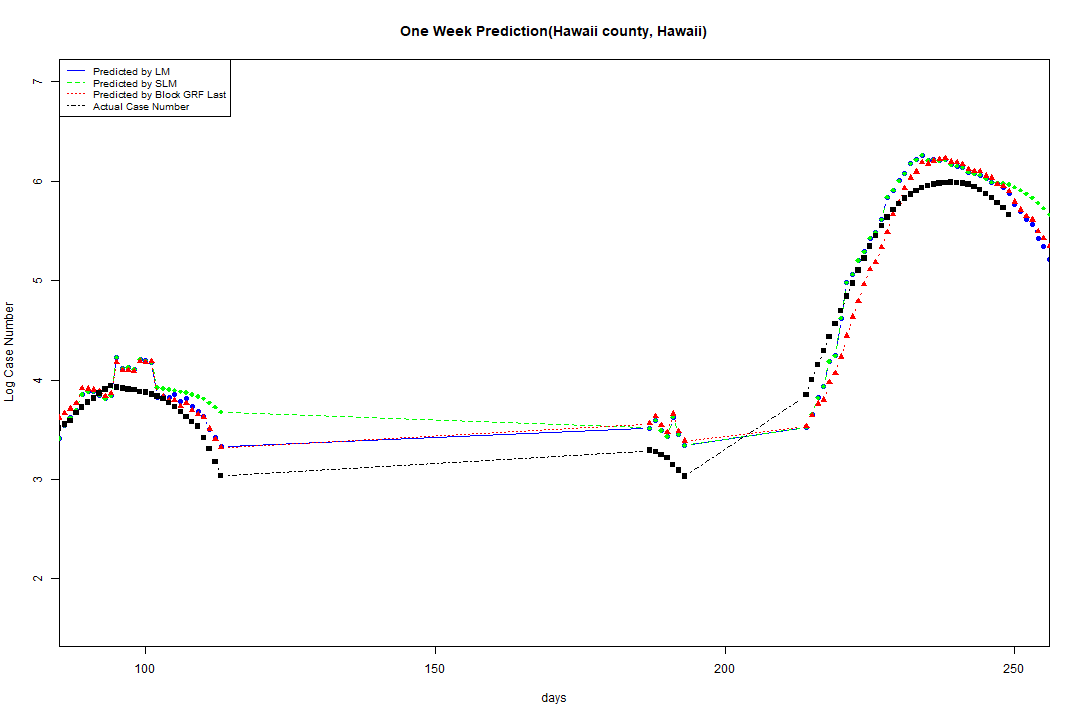 One Week Prediction(Hawaii county, Hawaii)
Predicted by LM
Predicted by SLM
Predicted by Block GRF Last
Actual Case Number
7
6
5
4
3
2
Log Case Number
100 150 200 250
days